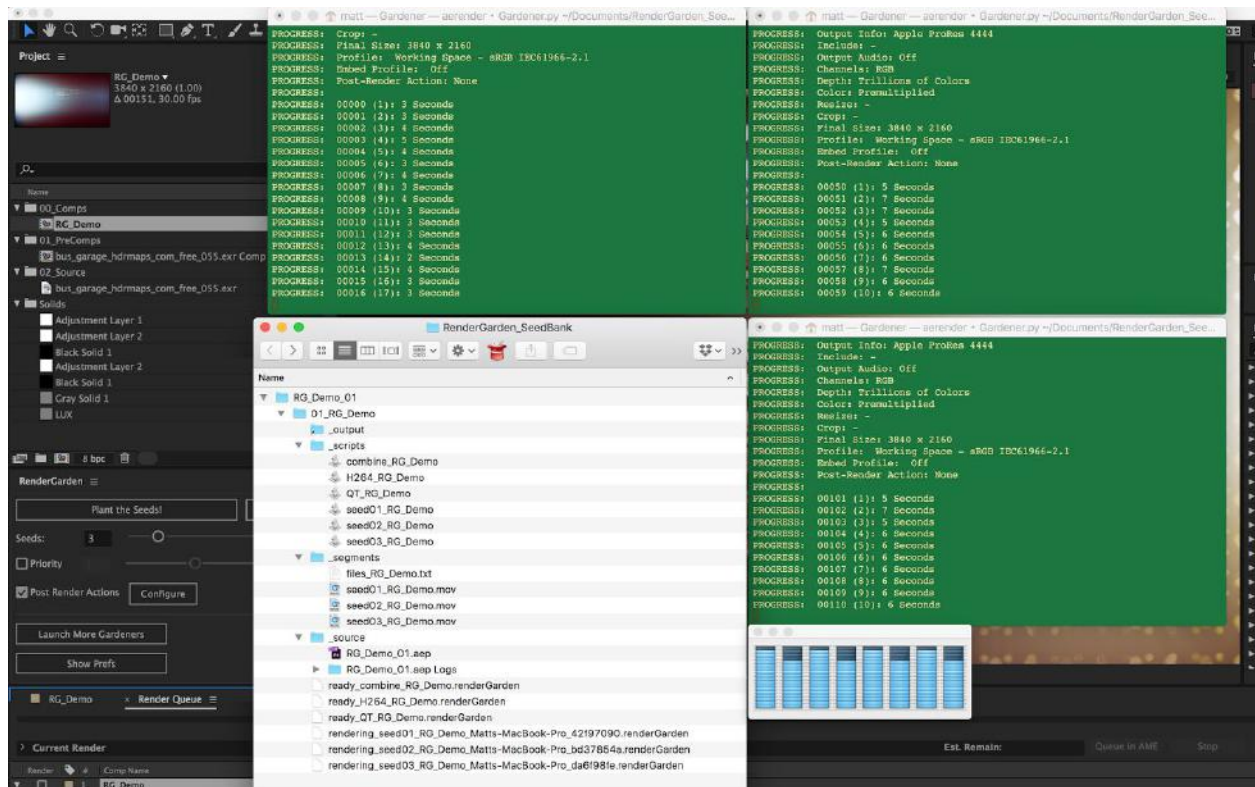 Project
RG_Demo
3840 x 2160 (1.00)
Δ 00151, 30.00 fps
Name
00_Comps
RG_Demo
01_PreComps
bus_garage_hdrmaps_com_free_055.exr Comp
02_Source
bus_garage_hdrmaps_com_free_055.exr
Solids
Adjustment Layer 1
Adjustment Layer 2
Black Solid 1
Adjustment Layer 2
Black Solid 1
Gray Solid 1
LUX
8 bpc
RenderGarden
Plant the Seeds!
Seeds: 3
Priority
Post Render Actions Configure
Launch More Gardeners
Show Prefs
RG_Demo × Render Queue
Current Render
Est. Remain:
Queue in AME Stop
Render # Comp Name
1 RG_Demo
matt — Gardener — aerender • Gardener.py ~/Documents/RenderGarden_See...
PROGRESS: Crop: -
PROGRESS: Final Size: 3840 x 2160
PROGRESS: Profile: Working Space - sRGB IEC61966-2.1
PROGRESS: Embed Profile: Off
PROGRESS: Post-Render Action: None
PROGRESS:
PROGRESS: 00000 (1): 3 Seconds
PROGRESS: 00001 (2): 3 Seconds
PROGRESS: 00002 (3): 4 Seconds
PROGRESS: 00003 (4): 5 Seconds
PROGRESS: 00004 (5): 4 Seconds
PROGRESS: 00005 (6): 3 Seconds
PROGRESS: 00006 (7): 4 Seconds
PROGRESS: 00007 (8): 3 Seconds
PROGRESS: 00008 (9): 4 Seconds
PROGRESS: 00009 (10): 3 Seconds
PROGRESS: 00010 (11): 3 Seconds
PROGRESS: 00011 (12): 3 Seconds
PROGRESS: 00012 (13): 4 Seconds
PROGRESS: 00013 (14): 2 Seconds
PROGRESS: 00014 (15): 4 Seconds
PROGRESS: 00015 (16): 3 Seconds
PROGRESS: 00016 (17): 3 Seconds
matt — Gardener — aerender • Gardener.py ~/Documents/RenderGarden_See...
PROGRESS: Output Info: Apple ProRes 4444
PROGRESS: Include: -
PROGRESS: Output Audio: Off
PROGRESS: Channels: RGB
PROGRESS: Depth: Trillions of Colors
PROGRESS: Color: Premultiplied
PROGRESS: Resize: -
PROGRESS: Crop: -
PROGRESS: Final Size: 3840 x 2160
PROGRESS: Profile: Working Space - sRGB IEC61966-2.1
PROGRESS: Embed Profile: Off
PROGRESS: Post-Render Action: None
PROGRESS:
PROGRESS: 00050 (1): 5 Seconds
PROGRESS: 00051 (2): 7 Seconds
PROGRESS: 00052 (3): 7 Seconds
PROGRESS: 00053 (4): 5 Seconds
PROGRESS: 00054 (5): 6 Seconds
PROGRESS: 00055 (6): 6 Seconds
PROGRESS: 00056 (7): 6 Seconds
PROGRESS: 00057 (8): 7 Seconds
PROGRESS: 00058 (9): 6 Seconds
PROGRESS: 00059 (10): 6 Seconds
RenderGarden_SeedBank
Name
RG_Demo_01
01_RG_Demo
_output
_scripts
combine_RG_Demo
H264_RG_Demo
QT_RG_Demo
seed01_RG_Demo
seed02_RG_Demo
seed03_RG_Demo
_segments
files_RG_Demo.txt
seed01_RG_Demo.mov
seed02_RG_Demo.mov
seed03_RG_Demo.mov
_source
RG_Demo_01.aep
RG_Demo_01.aep Logs
ready_combine_RG_Demo.renderGarden
ready_H264_RG_Demo.renderGarden
ready_QT_RG_Demo.renderGarden
rendering_seed01_RG_Demo_Matts-MacBook-Pro_42197090.renderGarden
rendering_seed02_RG_Demo_Matts-MacBook-Pro_bd37854a.renderGarden
rendering_seed03_RG_Demo_Matts-MacBook-Pro_da6f98fe.renderGarden
matt — Gardener — aerender • Gardener.py ~/Documents/RenderGarden_See...
PROGRESS: Output Info: Apple ProRes 4444
PROGRESS: Include: -
PROGRESS: Output Audio: Off
PROGRESS: Channels: RGB
PROGRESS: Depth: Trillions of Colors
PROGRESS: Color: Premultiplied
PROGRESS: Resize: -
PROGRESS: Crop: -
PROGRESS: Final Size: 3840 x 2160
PROGRESS: Profile: Working Space - sRGB IEC61966-2.1
PROGRESS: Embed Profile: Off
PROGRESS: Post-Render Action: None
PROGRESS:
PROGRESS: 00101 (1): 5 Seconds
PROGRESS: 00102 (2): 7 Seconds
PROGRESS: 00103 (3): 5 Seconds
PROGRESS: 00104 (4): 6 Seconds
PROGRESS: 00105 (5): 6 Seconds
PROGRESS: 00106 (6): 6 Seconds
PROGRESS: 00107 (7): 6 Seconds
PROGRESS: 00108 (8): 6 Seconds
PROGRESS: 00109 (9): 6 Seconds
PROGRESS: 00110 (10): 6 Seconds